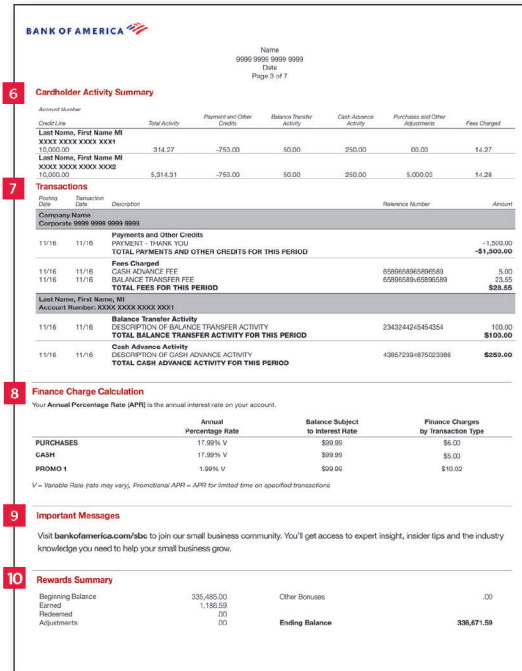 BANK OF AMERICA
Name
9999 9999 9999 9999
Date
Page 3 of 7
6 Cardholder Activity Summary
Account Number
Credit Line Total Activity Payment and Other Credits Balance Transfer Activity Cash Advance Activity Purchases and Other Adjustments Fees Charged
Last Name, First Name MI
XXXX XXXX XXXX XXX1
10,000.00 314.27 -750.00 50.00 250.00 00.00 14.27
Last Name, First Name MI
XXXX XXXX XXXX XXX2
10,000.00 5,314.31 -750.00 50.00 250.00 5,000.00 14.28
7 Transactions
Posting Date Transaction Date Description Reference Number Amount
Company Name
Corporate 9999 9999 9999 9999
Payments and Other Credits
11/16 11/16 PAYMENT - THANK YOU -1,500.00
TOTAL PAYMENTS AND OTHER CREDITS FOR THIS PERIOD -$1,500.00
Fees Charged
11/16 11/16 CASH ADVANCE FEE 6589658965896589 5.00
11/16 11/16 BALANCE TRANSFER FEE 23.55
TOTAL FEES FOR THIS PERIOD $28.55
Last Name, First Name, MI
Account Number: XXXX XXXX XXXX XXX1
Balance Transfer Activity
11/16 11/16 DESCRIPTION OF BALANCE TRANSFER ACTIVITY 2343244245454354 100.00
TOTAL BALANCE TRANSFER ACTIVITY FOR THIS PERIOD $100.00
Cash Advance Activity
11/16 11/16 DESCRIPTION OF CASH ADVANCE ACTIVITY $250.00
TOTAL CASH ADVANCE ACTIVITY FOR THIS PERIOD
8 Finance Charge Calculation
Your Annual Percentage Rate (APR) is the annual interest rate on your account.
Annual Percentage Rate Balance Subject to Interest Rate Finance Charges by Transaction Type
PURCHASES 17.99% V $99.99 $6.00
CASH 17.99% V $99.99 $5.00
PROMO 1 1.99% V $99.99 $10.02
V = Variable Rate (rate may vary), Promotional APR = APR for limited time on specified transactions
9 Important Messages
Visit bankofamerica.com/sbc to join our small business community. You'll get access to expert insight, insider tips and the industry
knowledge you need to help your small business grow.
10 Rewards Summary
Beginning Balance 335,485.00 Other Bonuses .00
Earned 1,186.59
Redeemed .00
Adjustments .00 Ending Balance 336,671.59